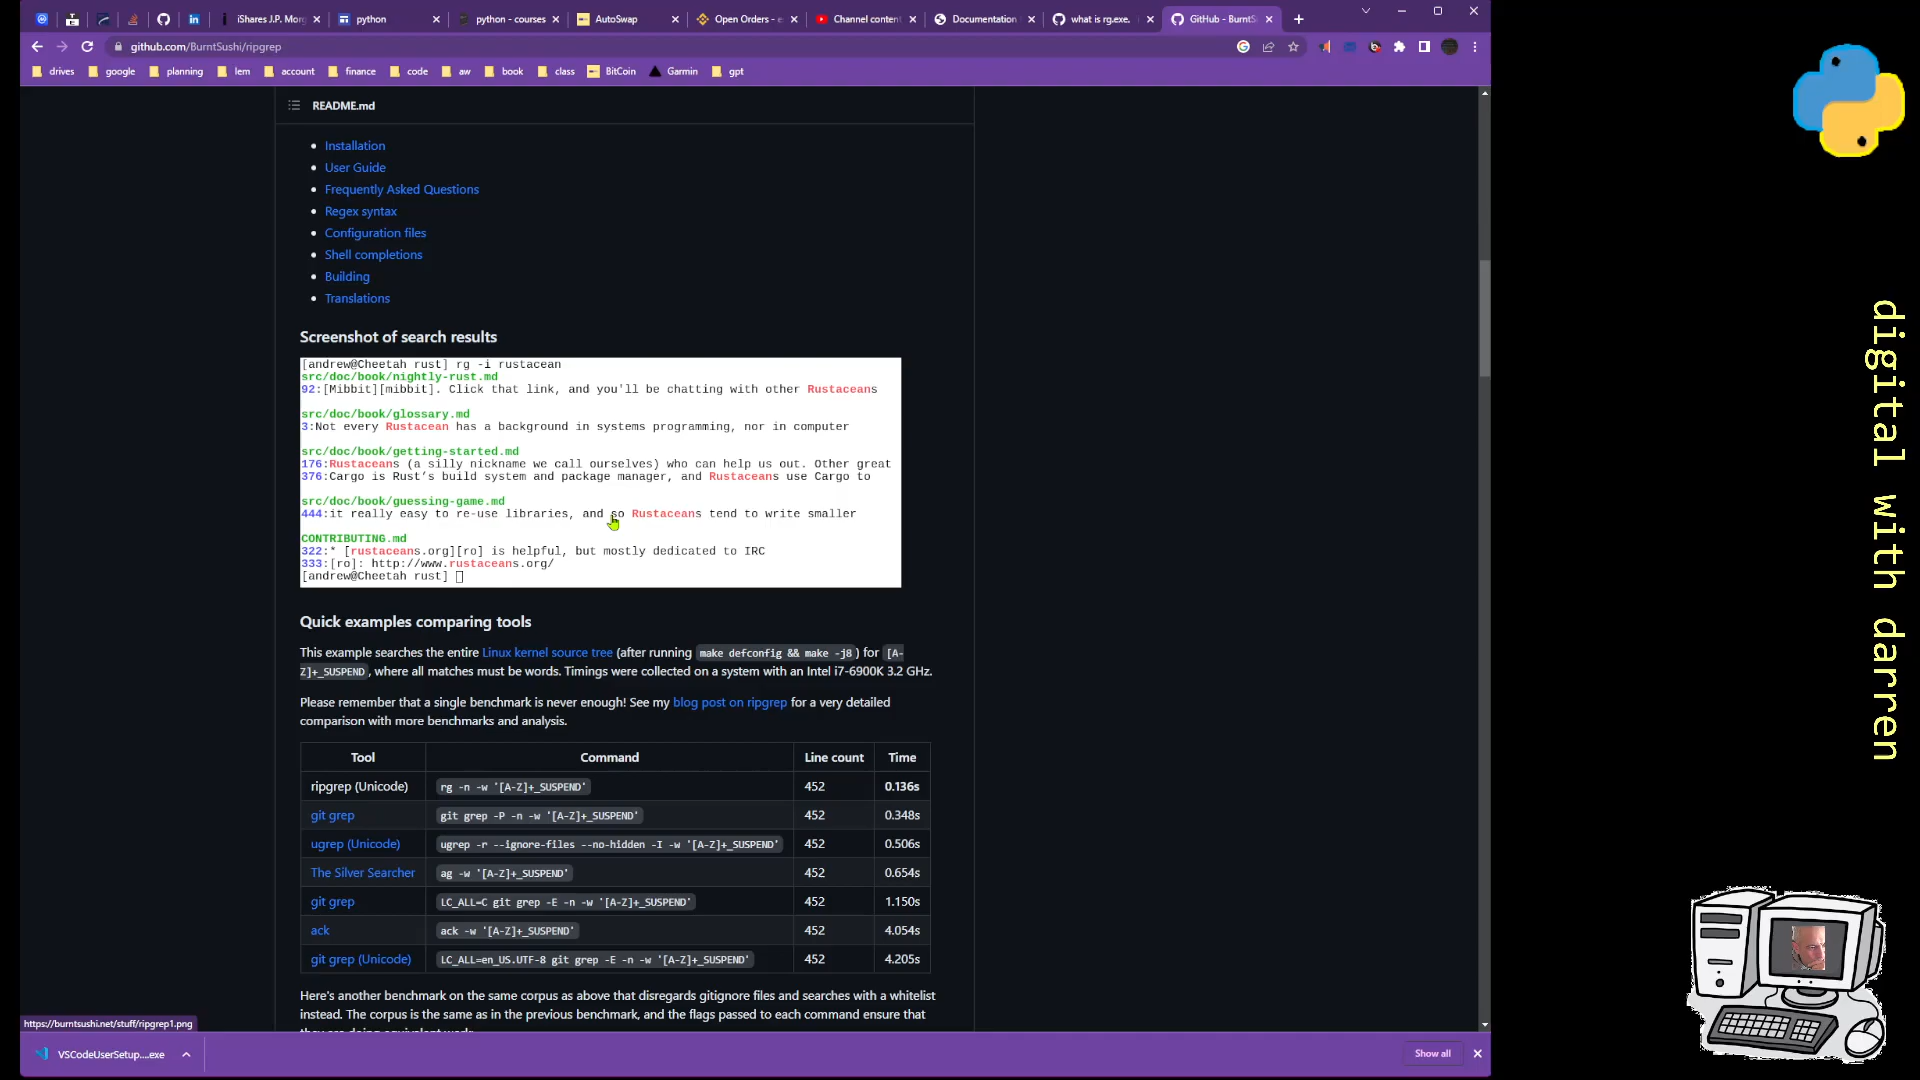 iShares J.P. Morg
python
python - courses
AutoSwap
Open Orders - e
Channel content
Documentation
what is rg.exe.
GitHub - BurntS
github.com/BurntSushi/ripgrep
drives
google
planning
lem
account
finance
code
aw
book
class
BitCoin
Garmin
gpt
README.md
Installation
User Guide
Frequently Asked Questions
Regex syntax
Configuration files
Shell completions
Building
Translations
Screenshot of search results
[andrew@Cheetah rust] rg -i rustacean
src/doc/book/nightly-rust.md
92:[Mibbit][mibbit]. Click that link, and you'll be chatting with other Rustaceans
src/doc/book/glossary.md
3:Not every Rustacean has a background in systems programming, nor in computer
src/doc/book/getting-started.md
176:Rustaceans (a silly nickname we call ourselves) who can help us out. Other great
376:Cargo is Rust’s build system and package manager, and Rustaceans use Cargo to
src/doc/book/guessing-game.md
444:it really easy to re-use libraries, and so Rustaceans tend to write smaller
CONTRIBUTING.md
322:* [rustaceans.org][ro] is helpful, but mostly dedicated to IRC
333:[ro]: http://www.rustaceans.org/
[andrew@Cheetah rust]
Quick examples comparing tools
This example searches the entire Linux kernel source tree (after running make defconfig && make -j8) for [A-
Z]+_SUSPEND, where all matches must be words. Timings were collected on a system with an Intel i7-6900K 3.2 GHz.
Please remember that a single benchmark is never enough! See my blog post on ripgrep for a very detailed
comparison with more benchmarks and analysis.
Tool Command Line count Time
ripgrep (Unicode) rg -n -w '[A-Z]+_SUSPEND' 452 0.136s
git grep git grep -P -n -w '[A-Z]+_SUSPEND' 452 0.348s
ugrep (Unicode) ugrep -r --ignore-files --no-hidden -I -w '[A-Z]+_SUSPEND' 452 0.506s
The Silver Searcher ag -w '[A-Z]+_SUSPEND' 452 0.654s
git grep LC_ALL=C git grep -E -n -w '[A-Z]+_SUSPEND' 452 1.150s
ack ack -w '[A-Z]+_SUSPEND' 452 4.054s
git grep (Unicode) LC_ALL=en_US.UTF-8 git grep -E -n -w '[A-Z]+_SUSPEND' 452 4.205s
Here's another benchmark on the same corpus as above that disregards gitignore files and searches with a whitelist
instead. The corpus is the same as in the previous benchmark, and the flags passed to each command ensure that
https://burntsushi.net/stuff/ripgrep1.png
VSCodeUserSetup....exe
Show all
digital with darren